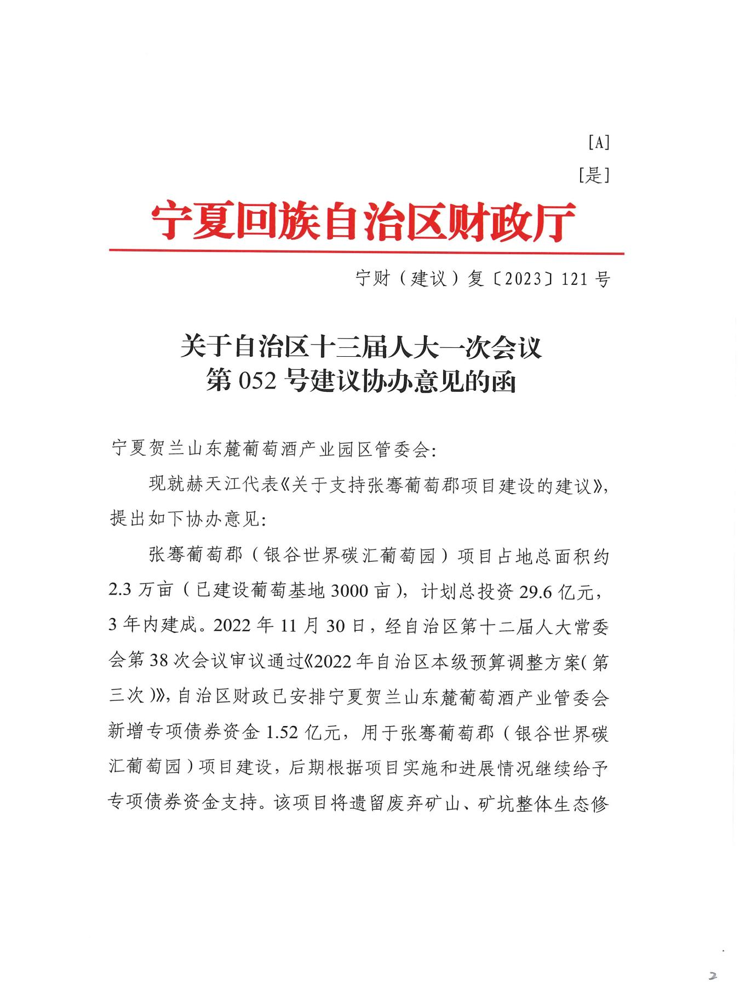 [A]
[是]
宁夏回族自治区财政厅
宁财（建议）复〔2023〕121 号
关于自治区十三届人大一次会议
第 052 号建议协办意见的函
宁夏贺兰山东麓葡萄酒产业园区管委会：
现就赫天江代表《关于支持张骞葡萄郡项目建设的建议》，
提出如下协办意见：
张骞葡萄郡（银谷世界碳汇葡萄园）项目占地总面积约
2.3 万亩（已建设葡萄基地 3000 亩），计划总投资 29.6 亿元，
3 年内建成。2022 年 11 月 30 日，经自治区第十二届人大常委
会第 38 次会议审议通过《2022 年自治区本级预算调整方案（第
三次）》，自治区财政已安排宁夏贺兰山东麓葡萄酒产业管委会
新增专项债券资金 1.52 亿元，用于张骞葡萄郡（银谷世界碳
汇葡萄园）项目建设，后期根据项目实施和进展情况继续给予
专项债券资金支持。该项目将遗留废弃矿山、矿坑整体生态修
2